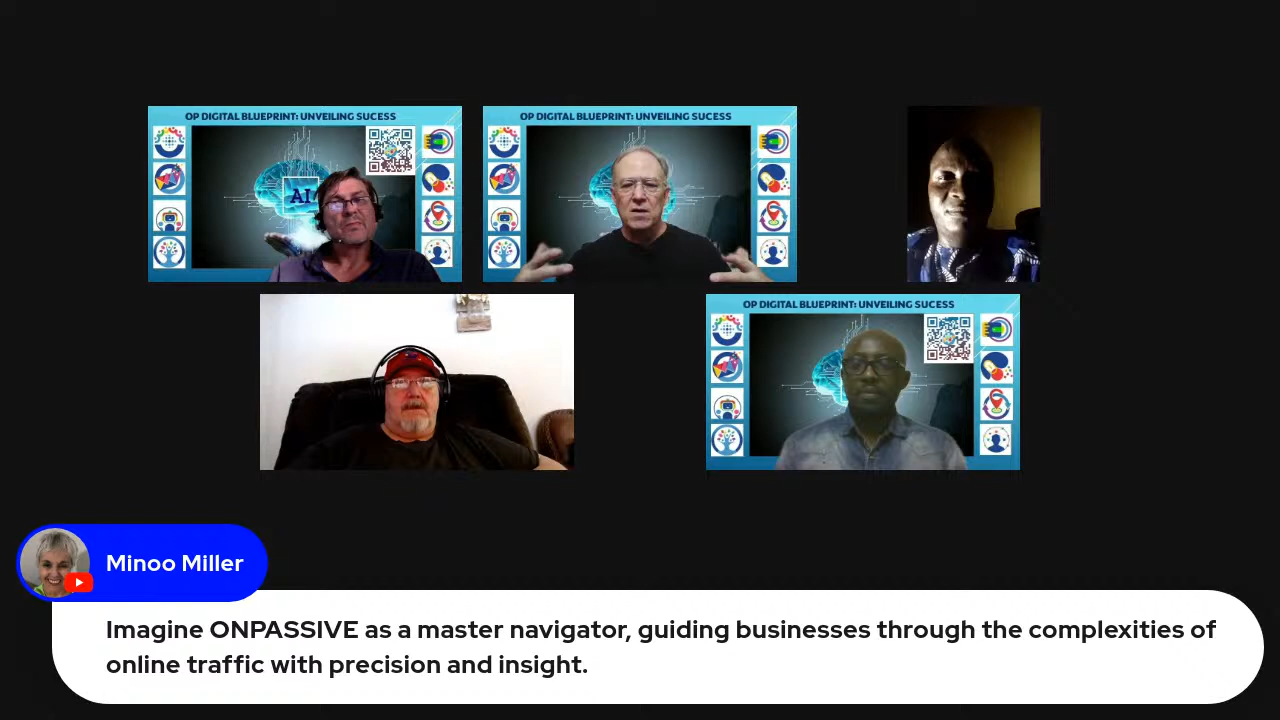 OP DIGITAL BLUEPRINT: UNVEILING SUCESS
OP DIGITAL BLUEPRINT: UNVEILING SUCESS
AI
OP DIGITAL BLUEPRINT: UNVEILING SUCESS
Minoo Miller
Imagine ONPASSIVE as a master navigator, guiding businesses through the complexities of
online traffic with precision and insight.